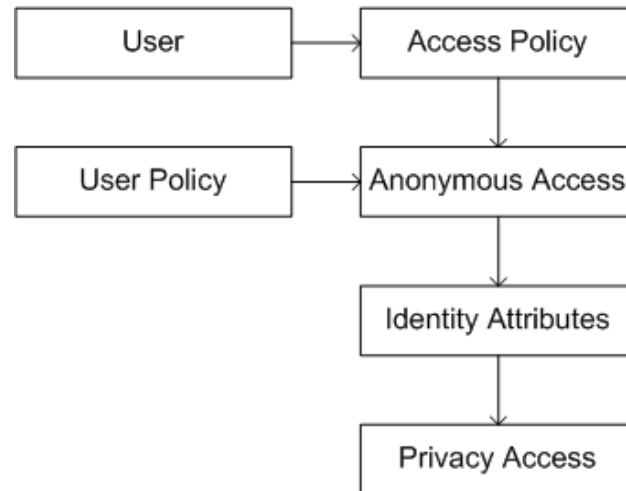 User
Access Policy
User Policy
Anonymous Access
Identity Attributes
Privacy Access